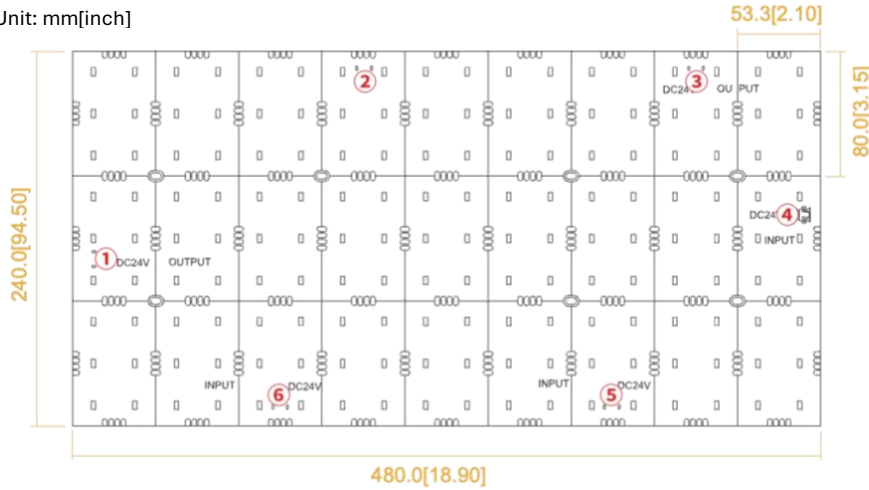 Unit: mm[inch]
53.3[2.10]
2
3
DC24
OU PUT
80.0[3.15]
4
DC24
INPUT
240.0[94.50]
1
DC24V
OUTPUT
INPUT
6
DC24V
INPUT
5
DC24V
480.0[18.90]